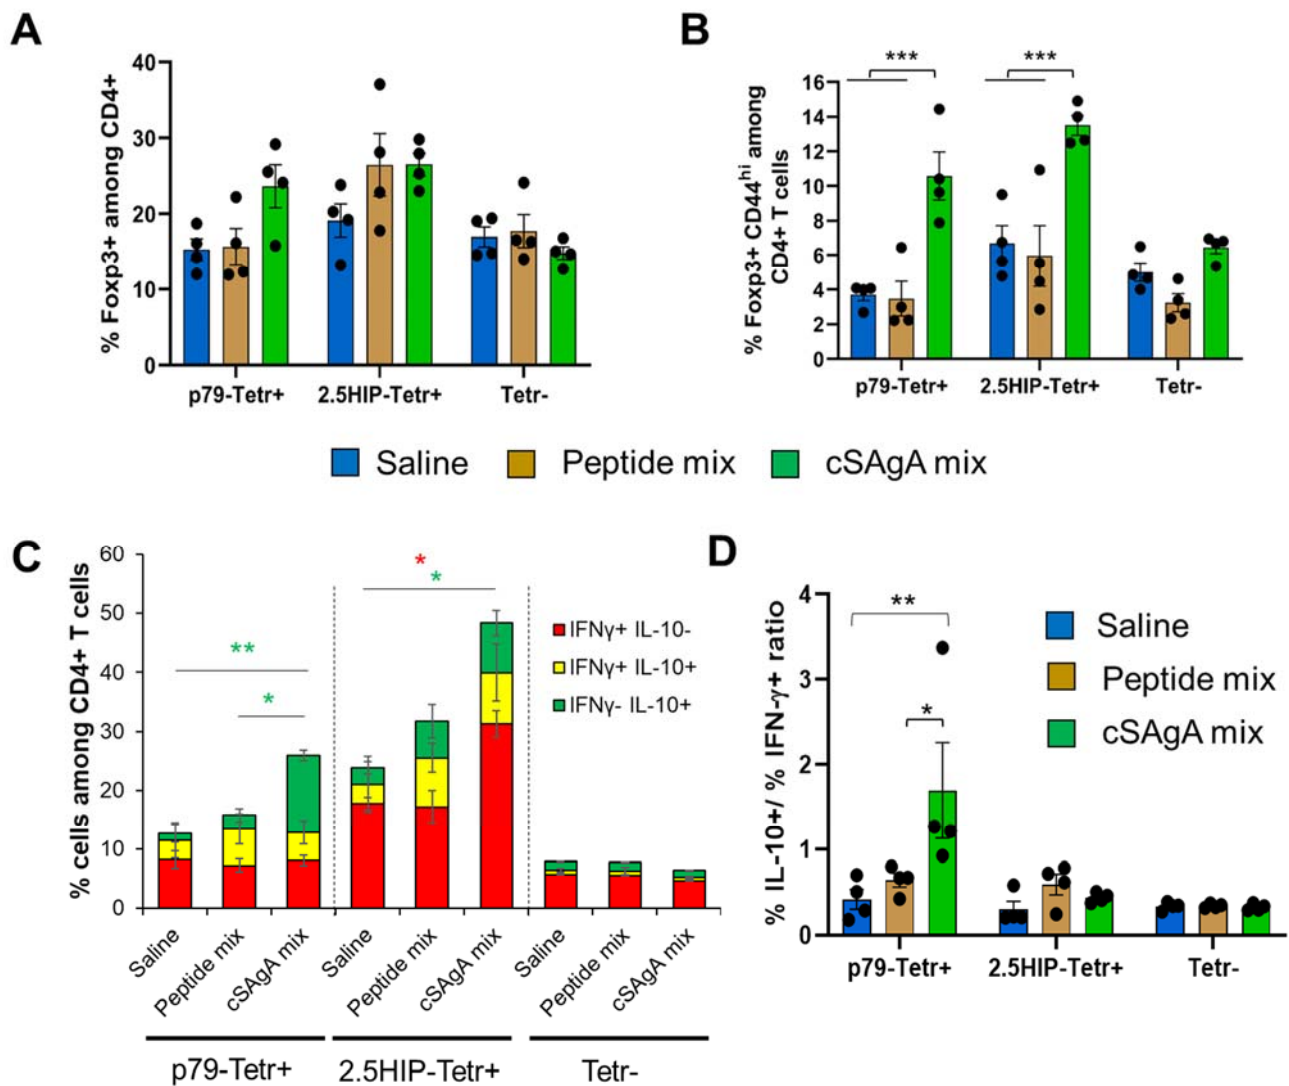 A
% Foxp3+ among CD4+
40
30
20
10
0
p79-Tetr+ 2.5HIP-Tetr+ Tetr-
B
% Foxp3+ CD44hi among
CD4+ T cells
*** ***
16
14
12
10
8
6
4
2
0
p79-Tetr+ 2.5HIP-Tetr+ Tetr-
Saline Peptide mix cSAgA mix
C
% cells among CD4+ T cells
60
50
40
30
20
10
0
**
*
*
*
IFNγ+ IL-10-
IFNγ+ IL-10+
IFNγ- IL-10+
Saline Peptide mix cSAgA mix Saline Peptide mix cSAgA mix Saline Peptide mix cSAgA mix
p79-Tetr+ 2.5HIP-Tetr+ Tetr-
D
% IL-10+/ % IFN-γ+ ratio
4
3
2
1
0
**
*
Saline
Peptide mix
cSAgA mix
p79-Tetr+ 2.5HIP-Tetr+ Tetr-